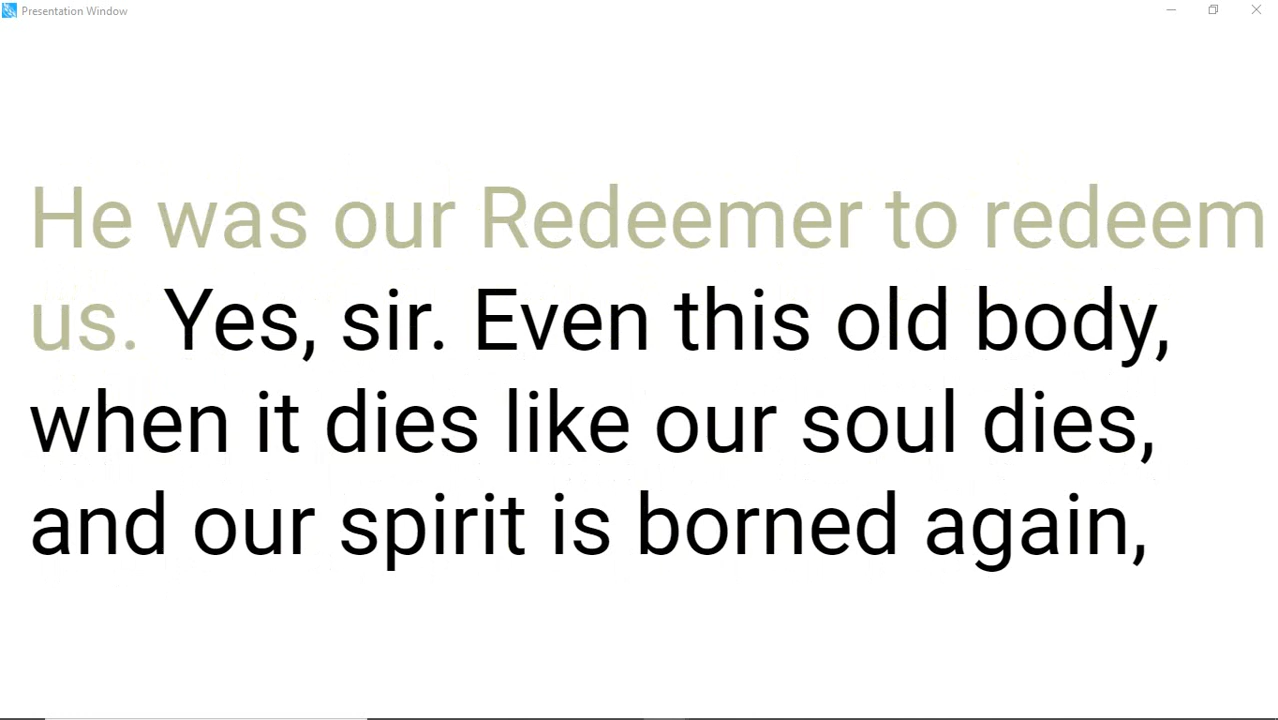 Presentation Window
He was our Redeemer to redeem
us. Yes, sir. Even this old body,
when it dies like our soul dies,
and our spirit is borned again,